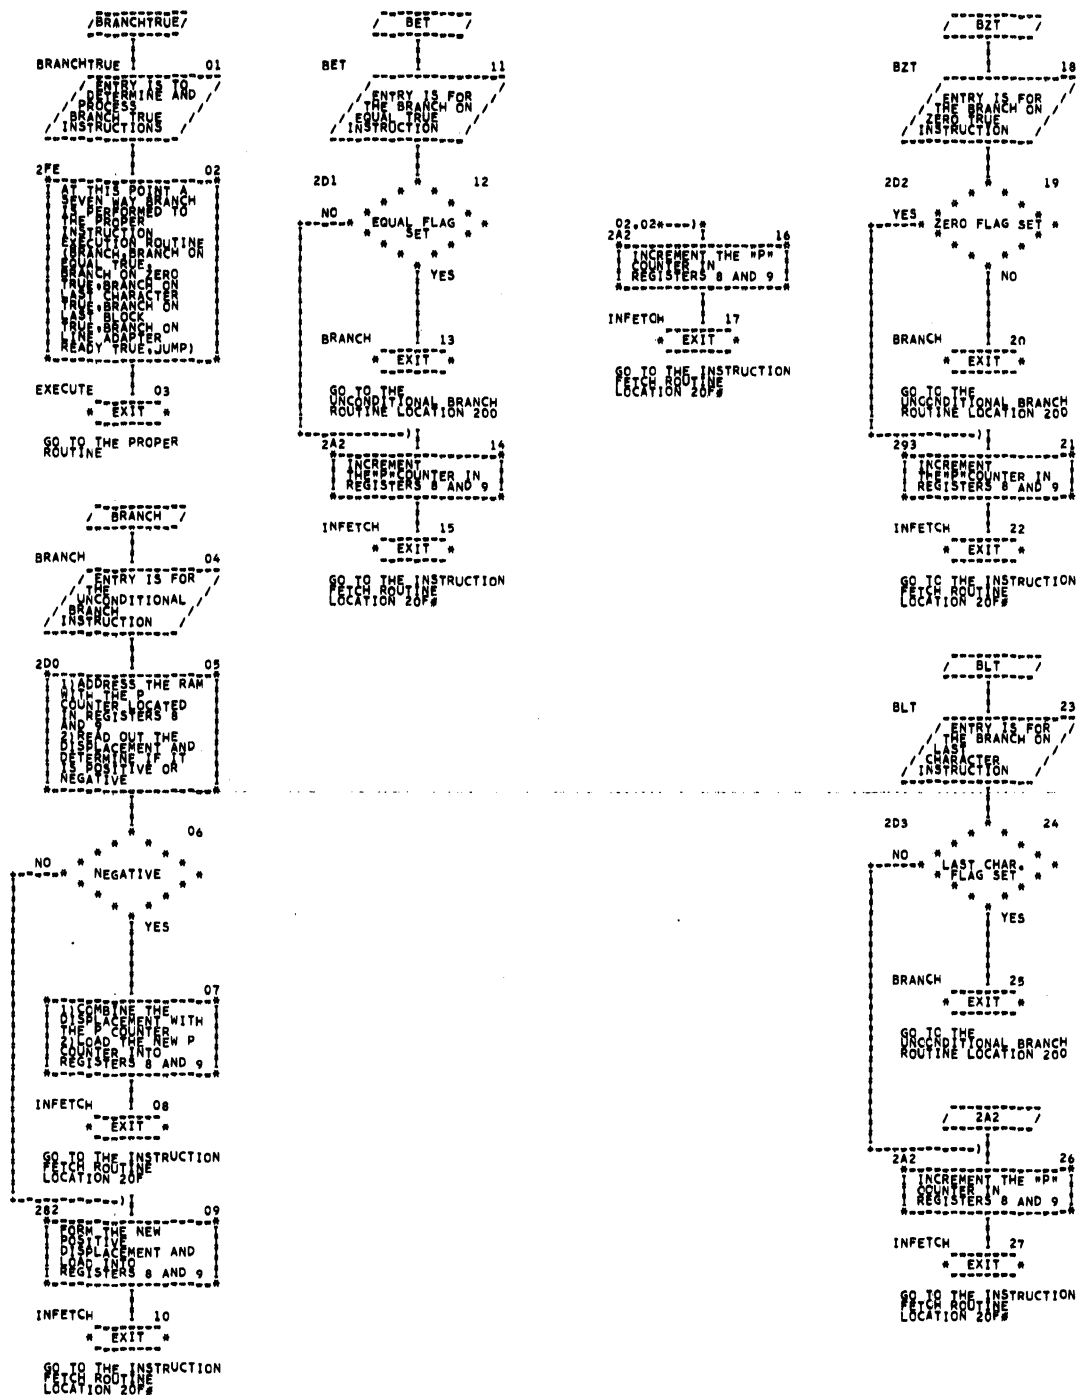 BRANCHTRUE
BRANCHTRUE 01
ENTRY IS TO
DETERMINE AND
PROCESS
BRANCH TRUE
INSTRUCTIONS
2FE 02
AT THIS POINT A
SEVEN WAY BRANCH
IS PERFORMED TO
THE PROPER
INSTRUCTION
EXECUTION ROUTINE
(BRANCH,BRANCH ON
EQUAL TRUE,
BRANCH ON ZERO
TRUE,BRANCH ON
LAST CHARACTER
TRUE,BRANCH ON
LAST BLOCK
TRUE,BRANCH ON
LINE ADAPTER
READY TRUE,JUMP)
EXECUTE 03
EXIT
GO TO THE PROPER
ROUTINE
BRANCH
BRANCH 04
ENTRY IS FOR
THE
UNCONDITIONAL
BRANCH
INSTRUCTION
2D0 05
1)ADDRESS THE RAM
WITH THE P
COUNTER LOCATED
IN REGISTERS 8
AND 9
2)READ OUT THE
DISPLACEMENT AND
DETERMINE IF IT
IS POSITIVE OR
NEGATIVE
06
NO
NEGATIVE
YES
07
1)COMBINE THE
DISPLACEMENT WITH
THE P COUNTER
2)LOAD THE NEW P
COUNTER INTO
REGISTERS 8 AND 9
INFETCH 08
EXIT
GO TO THE INSTRUCTION
FETCH ROUTINE
LOCATION 20F
282 09
FORM THE NEW
POSITIVE
DISPLACEMENT AND
LOAD INTO
REGISTERS 8 AND 9
INFETCH 10
EXIT
GO TO THE INSTRUCTION
FETCH ROUTINE
LOCATION 20F#
BET
BET 11
ENTRY IS FOR
THE BRANCH ON
EQUAL TRUE
INSTRUCTION
2D1 12
NO
EQUAL FLAG
SET
YES
BRANCH 13
EXIT
GO TO THE
UNCONDITIONAL BRANCH
ROUTINE LOCATION 200
2A2 14
INCREMENT
THE"P"COUNTER IN
REGISTERS 8 AND 9
INFETCH 15
EXIT
GO TO THE INSTRUCTION
FETCH ROUTINE
LOCATION 20F#
02,02*----)*
2A2 16
INCREMENT THE "P"
COUNTER IN
REGISTERS 8 AND 9
INFETCH 17
EXIT
GO TO THE INSTRUCTION
FETCH ROUTINE
LOCATION 20F#
BZT
BZT 18
ENTRY IS FOR
THE BRANCH ON
ZERO TRUE
INSTRUCTION
2D2 19
YES
ZERO FLAG SET
NO
BRANCH 20
EXIT
GO TO THE
UNCONDITIONAL BRANCH
ROUTINE LOCATION 200
293 21
INCREMENT
THE"P"COUNTER IN
REGISTERS 8 AND 9
INFETCH 22
EXIT
GO TO THE INSTRUCTION
FETCH ROUTINE
LOCATION 20F#
BLT
BLT 23
ENTRY IS FOR
THE BRANCH ON
LAST
CHARACTER
INSTRUCTION
2D3 24
NO
LAST CHAR.
FLAG SET
YES
BRANCH 25
EXIT
GO TO THE
UNCONDITIONAL BRANCH
ROUTINE LOCATION 200
2A2
2A2 26
INCREMENT THE "P"
COUNTER IN
REGISTERS 8 AND 9
INFETCH 27
EXIT
GO TO THE INSTRUCTION
FETCH ROUTINE
LOCATION 20F#